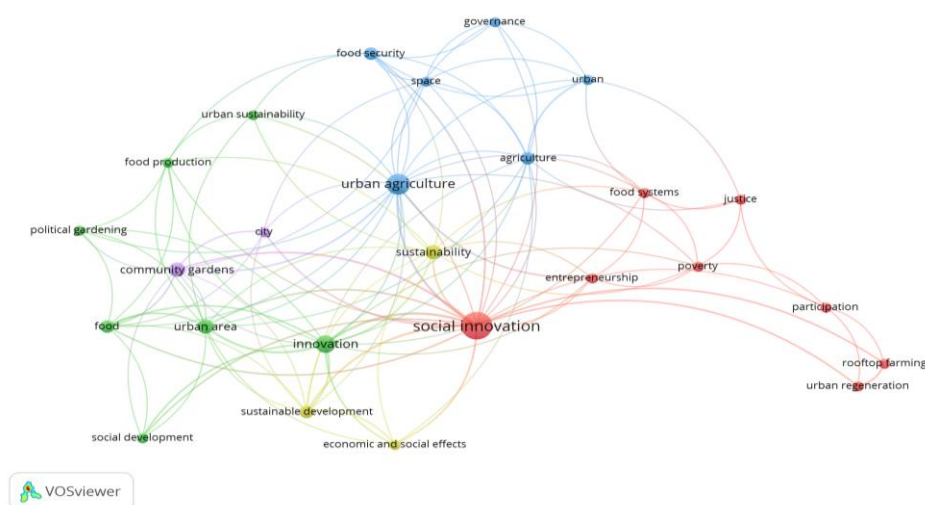 governance
food security
space
urban
urban sustainability
agriculture
food production
urban agriculture
food systems
justice
political gardening
city
sustainability
community gardens
poverty
entrepreneurship
participation
food
urban area
social innovation
innovation
rooftop farming
urban regeneration
sustainable development
social development
economic and social effects
VOSviewer